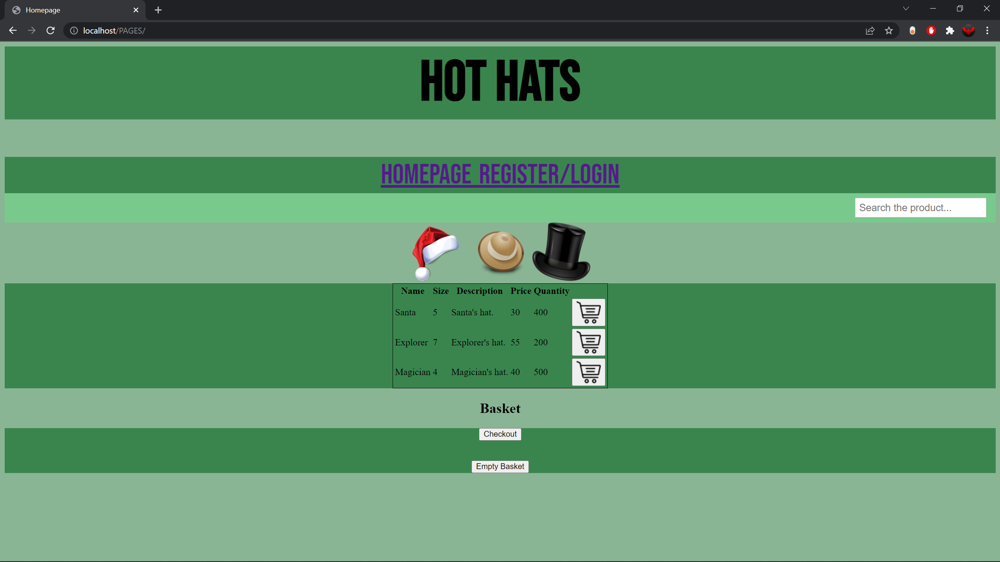 Homepage
localhost/PAGES/
HOT HATS
HOMEPAGE REGISTER/LOGIN
Search the product...
Name Size Description Price Quantity
Santa 5 Santa's hat. 30 400
Explorer 7 Explorer's hat. 55 200
Magician 4 Magician's hat. 40 500
Basket
Checkout
Empty Basket